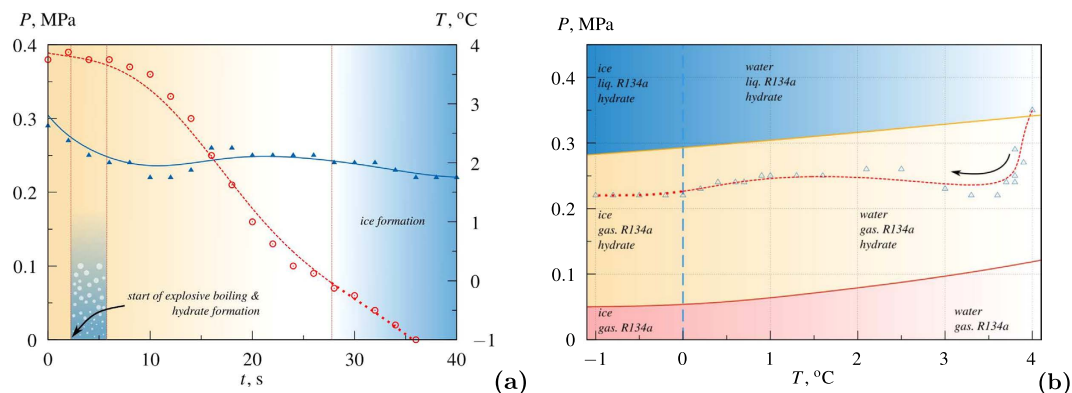 P, MPa
T, °C
0.4
0.3
0.2
0.1
0
4
3
2
1
0
−1
ice formation
start of explosive boiling &
hydrate formation
0
10
20
30
40
t, s
(a)
P, MPa
0.4
0.3
0.2
0.1
0
ice
liq. R134a
hydrate
water
liq. R134a
hydrate
ice
gas. R134a
hydrate
water
gas. R134a
hydrate
ice
gas. R134a
water
gas. R134a
−1
0
1
2
3
4
T, °C
(b)